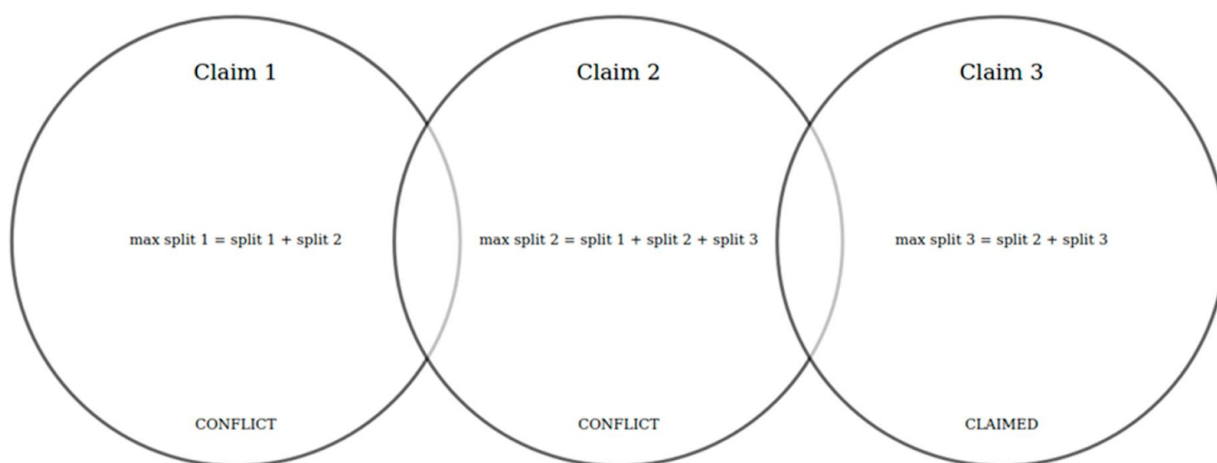 Claim 1
Claim 2
Claim 3
max split 1 = split 1 + split 2
max split 2 = split 1 + split 2 + split 3
max split 3 = split 2 + split 3
CONFLICT
CONFLICT
CLAIMED